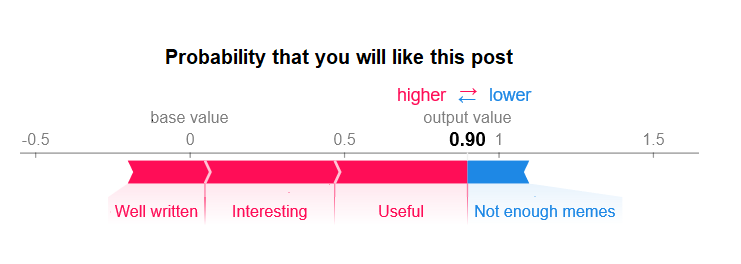 Probability that you will like this post
higher ⇄ lower
base value output value
-0.5 0 0.5 0.90 1 1.5
Well written Interesting Useful Not enough memes